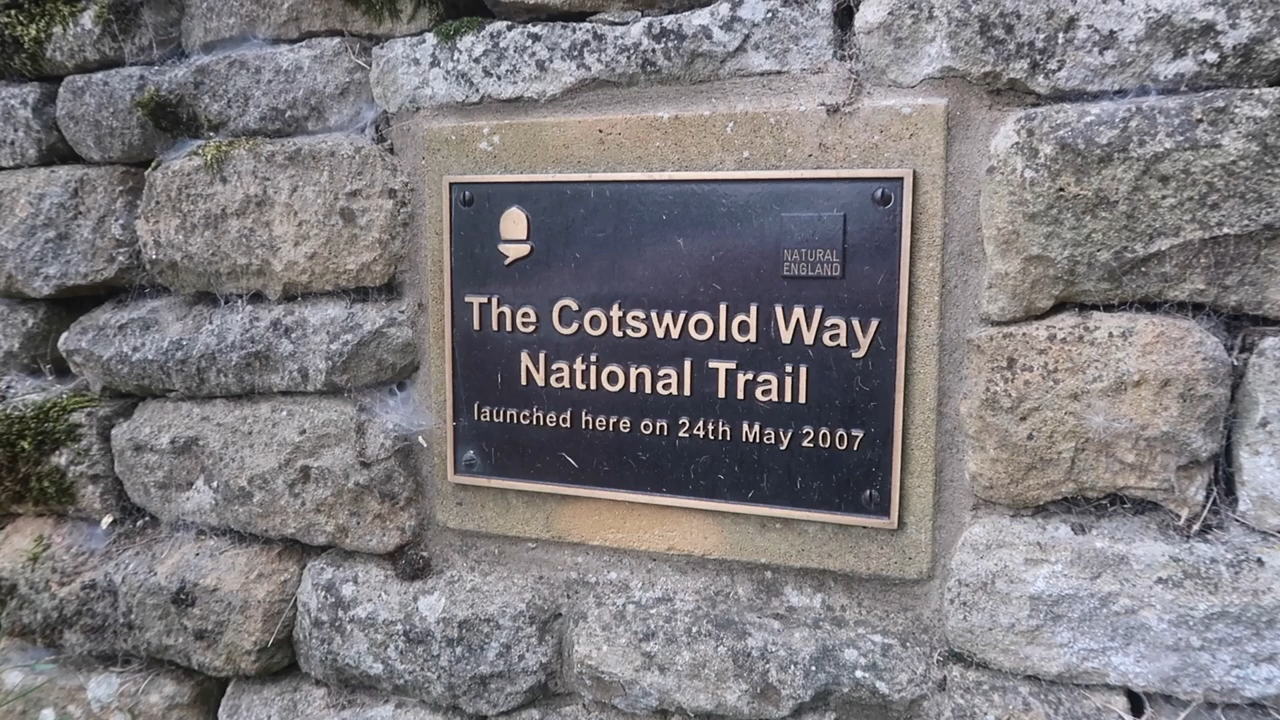 NATURAL
ENGLAND
The Cotswold Way
National Trail
launched here on 24th May 2007